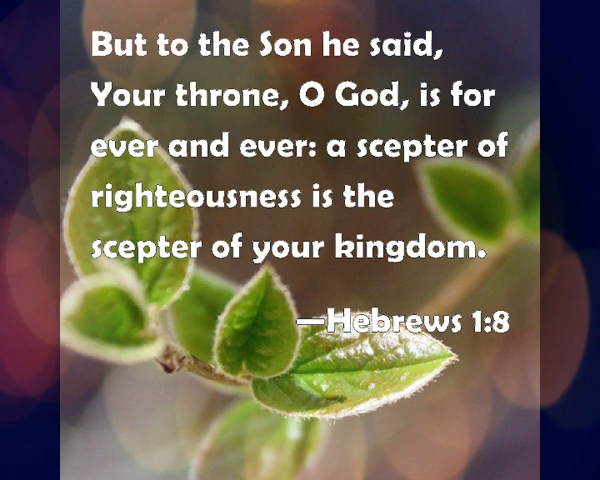 But to the Son he said,
Your throne, O God, is for
ever and ever: a scepter of
righteousness is the
scepter of your kingdom.
—Hebrews 1:8